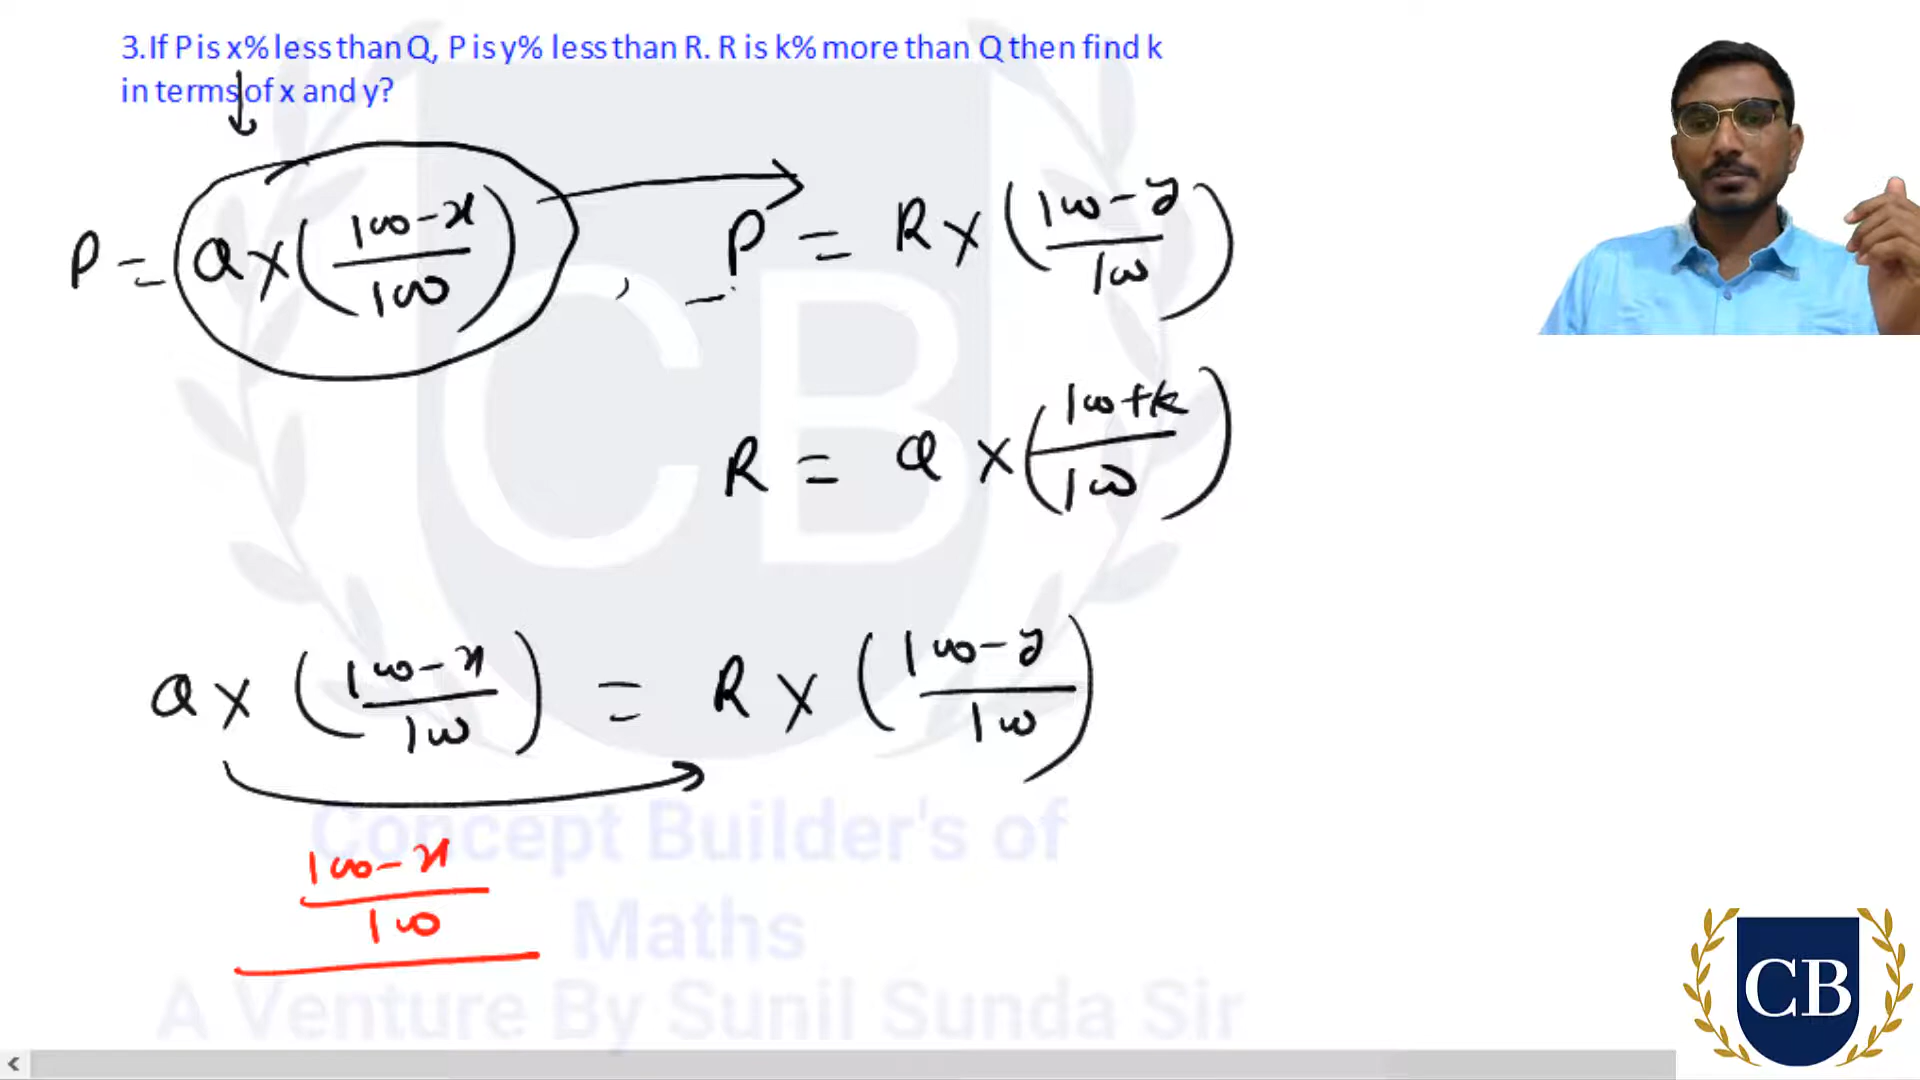 3.If P is x% less than Q, P is y% less than R. R is k% more than Q then find k
in terms of x and y?
P = Q × (100-x/100) , P = R × (100-y/100)
R = Q × (100+k/100)
Q × (100-x/100) = R × (100-y/100)
100-x/100
Concept Builder's of
Maths
A Venture By Sunil Sunda Sir
CB
CB